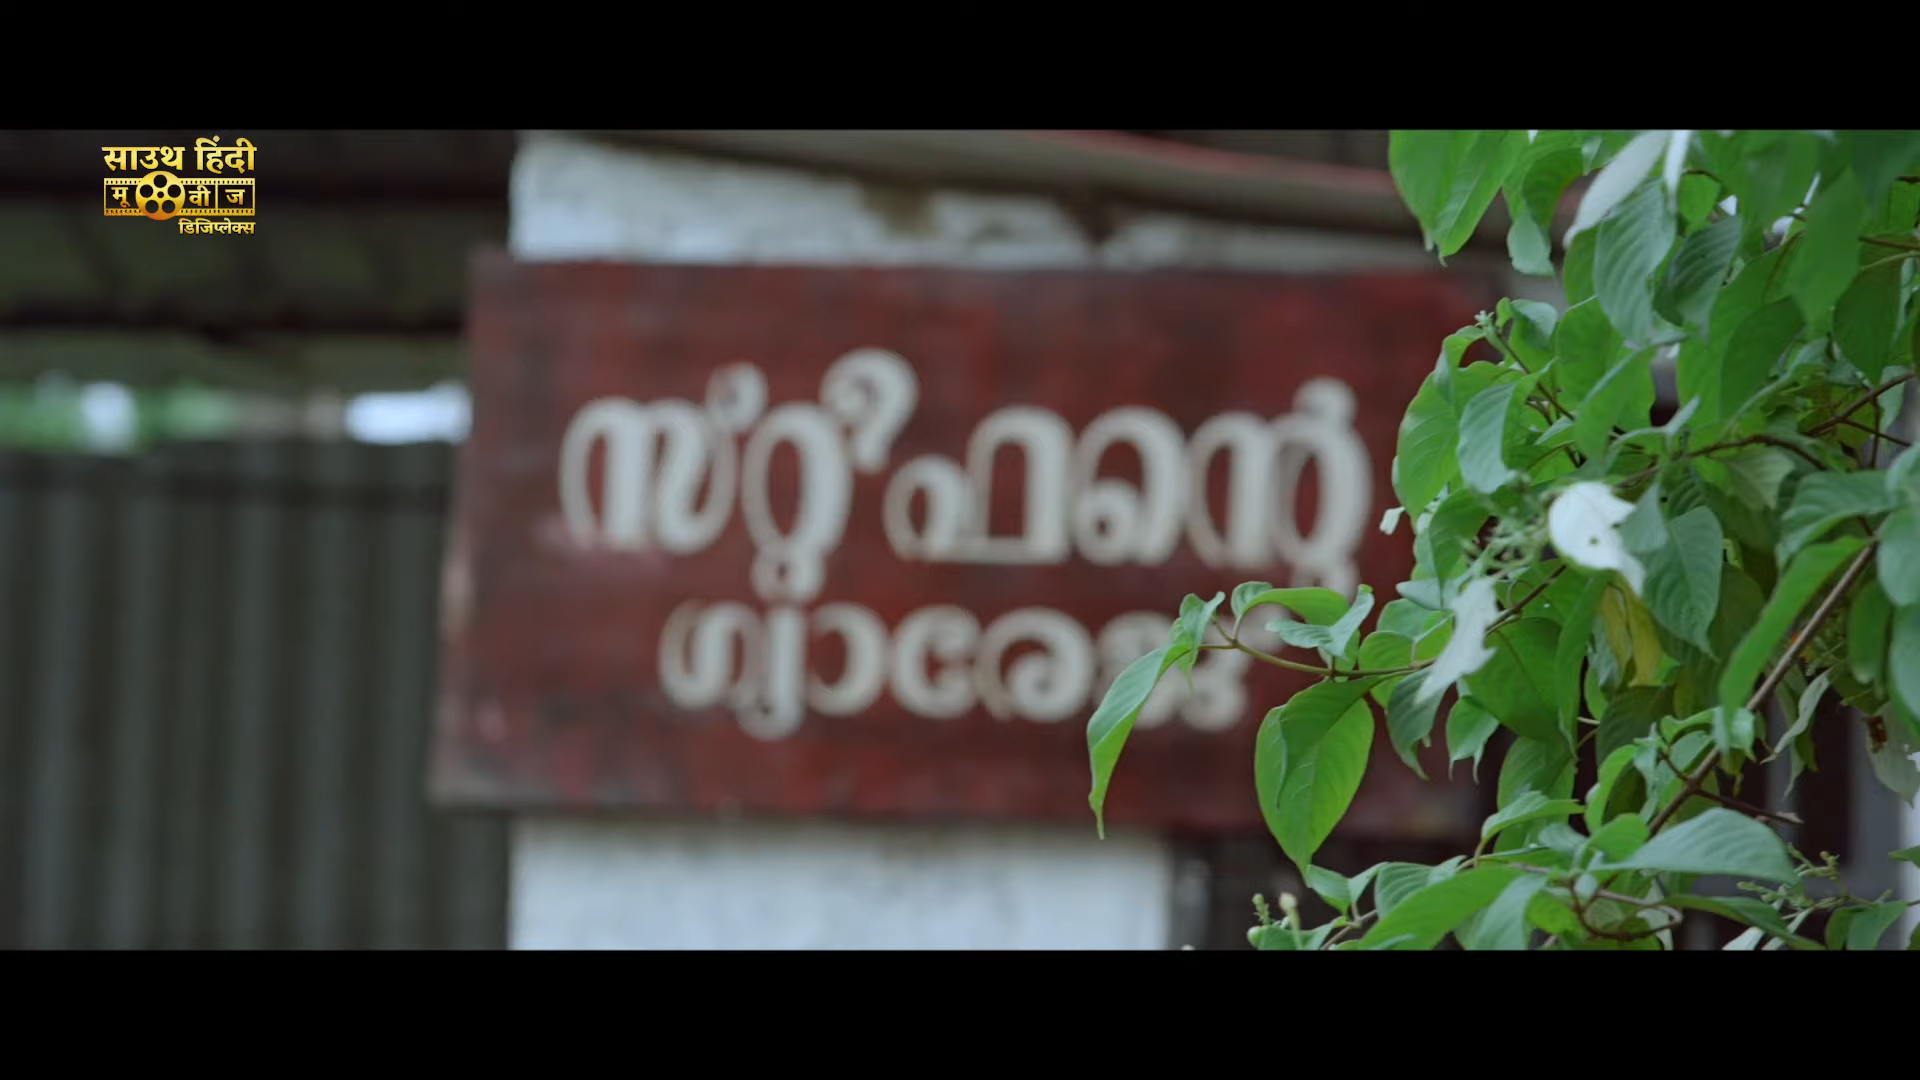 साउथ हिंदी
मूवीज
डिजिप्लेक्स
സ്റ്റീഫന്റെ
ഗ്യാരേജ്